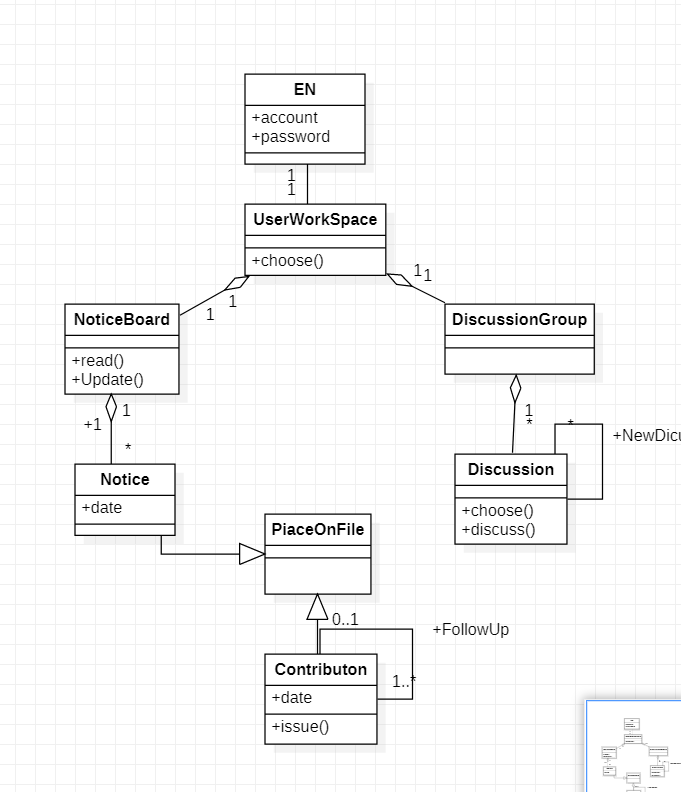 EN
+account
+password
1
1
UserWorkSpace
+choose()
1
1
1
1
NoticeBoard
+read()
+Update()
DiscussionGroup
1
+1
*
1
*
*
+NewDicu
Notice
+date
Discussion
+choose()
+discuss()
PiaceOnFile
0..1
+FollowUp
1..*
Contributon
+date
+issue()